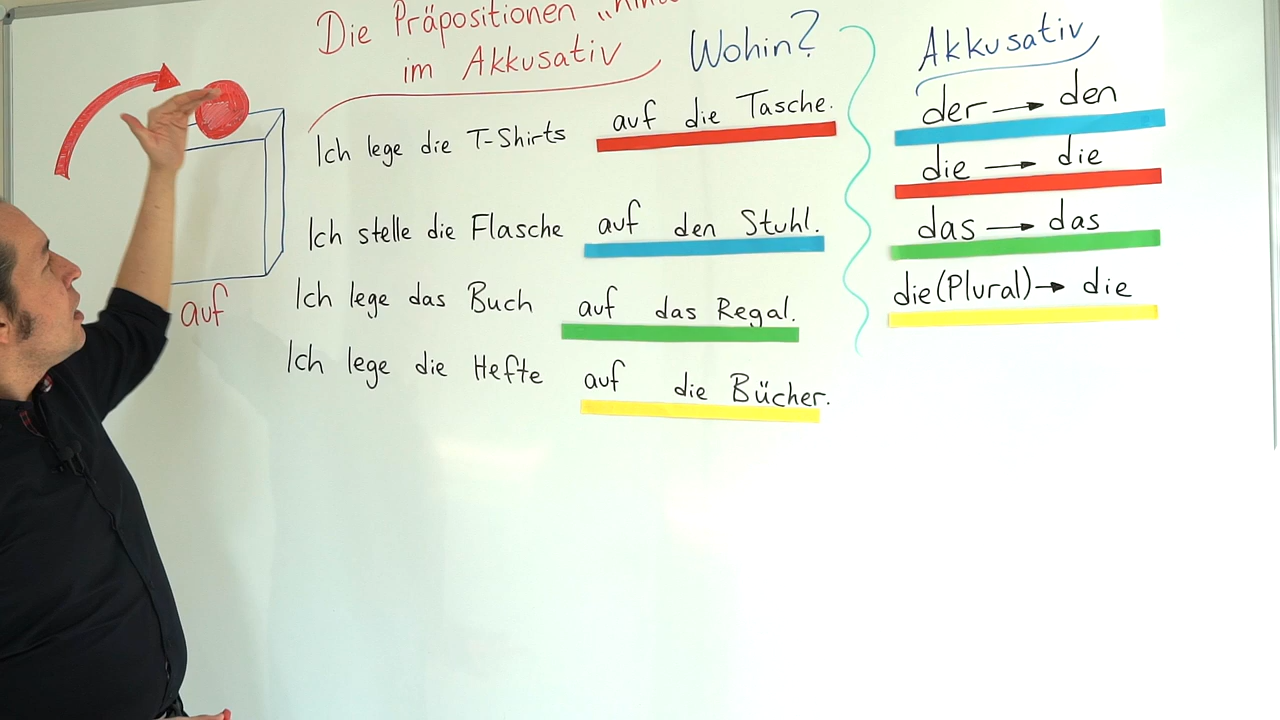 Die Präpositionen
im Akkusativ
Wohin?
auf
Ich lege die T-Shirts auf die Tasche.
Ich stelle die Flasche auf den Stuhl.
Ich lege das Buch auf das Regal.
Ich lege die Hefte auf die Bücher.
Akkusativ
der → den
die → die
das → das
die (Plural) → die